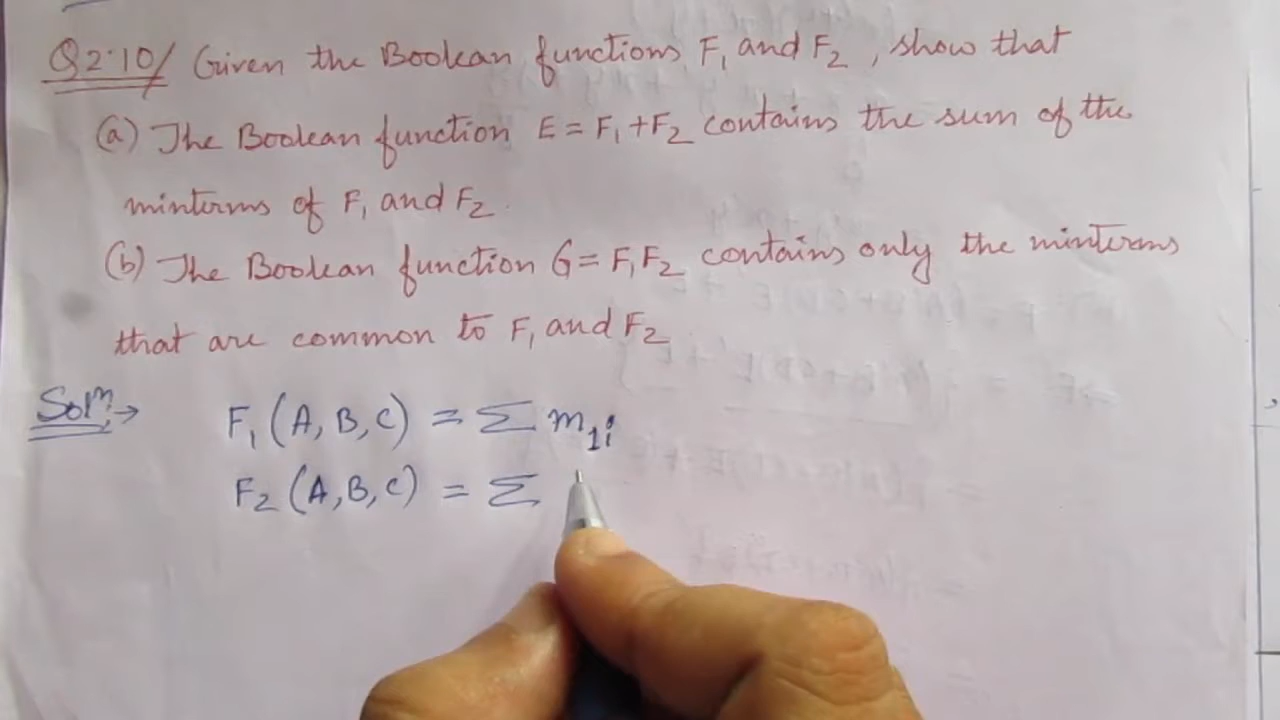 Q2.10/ Given the Boolean functions F₁ and F₂, show that
(a) The Boolean function E = F₁ + F₂ contains the sum of the
minterms of F₁ and F₂.
(b) The Boolean function G = F₁F₂ contains only the minterms
that are common to F₁ and F₂
Solⁿ.→ F₁(A,B,C) = Σ m₁ᵢ
F₂(A,B,C) = Σ